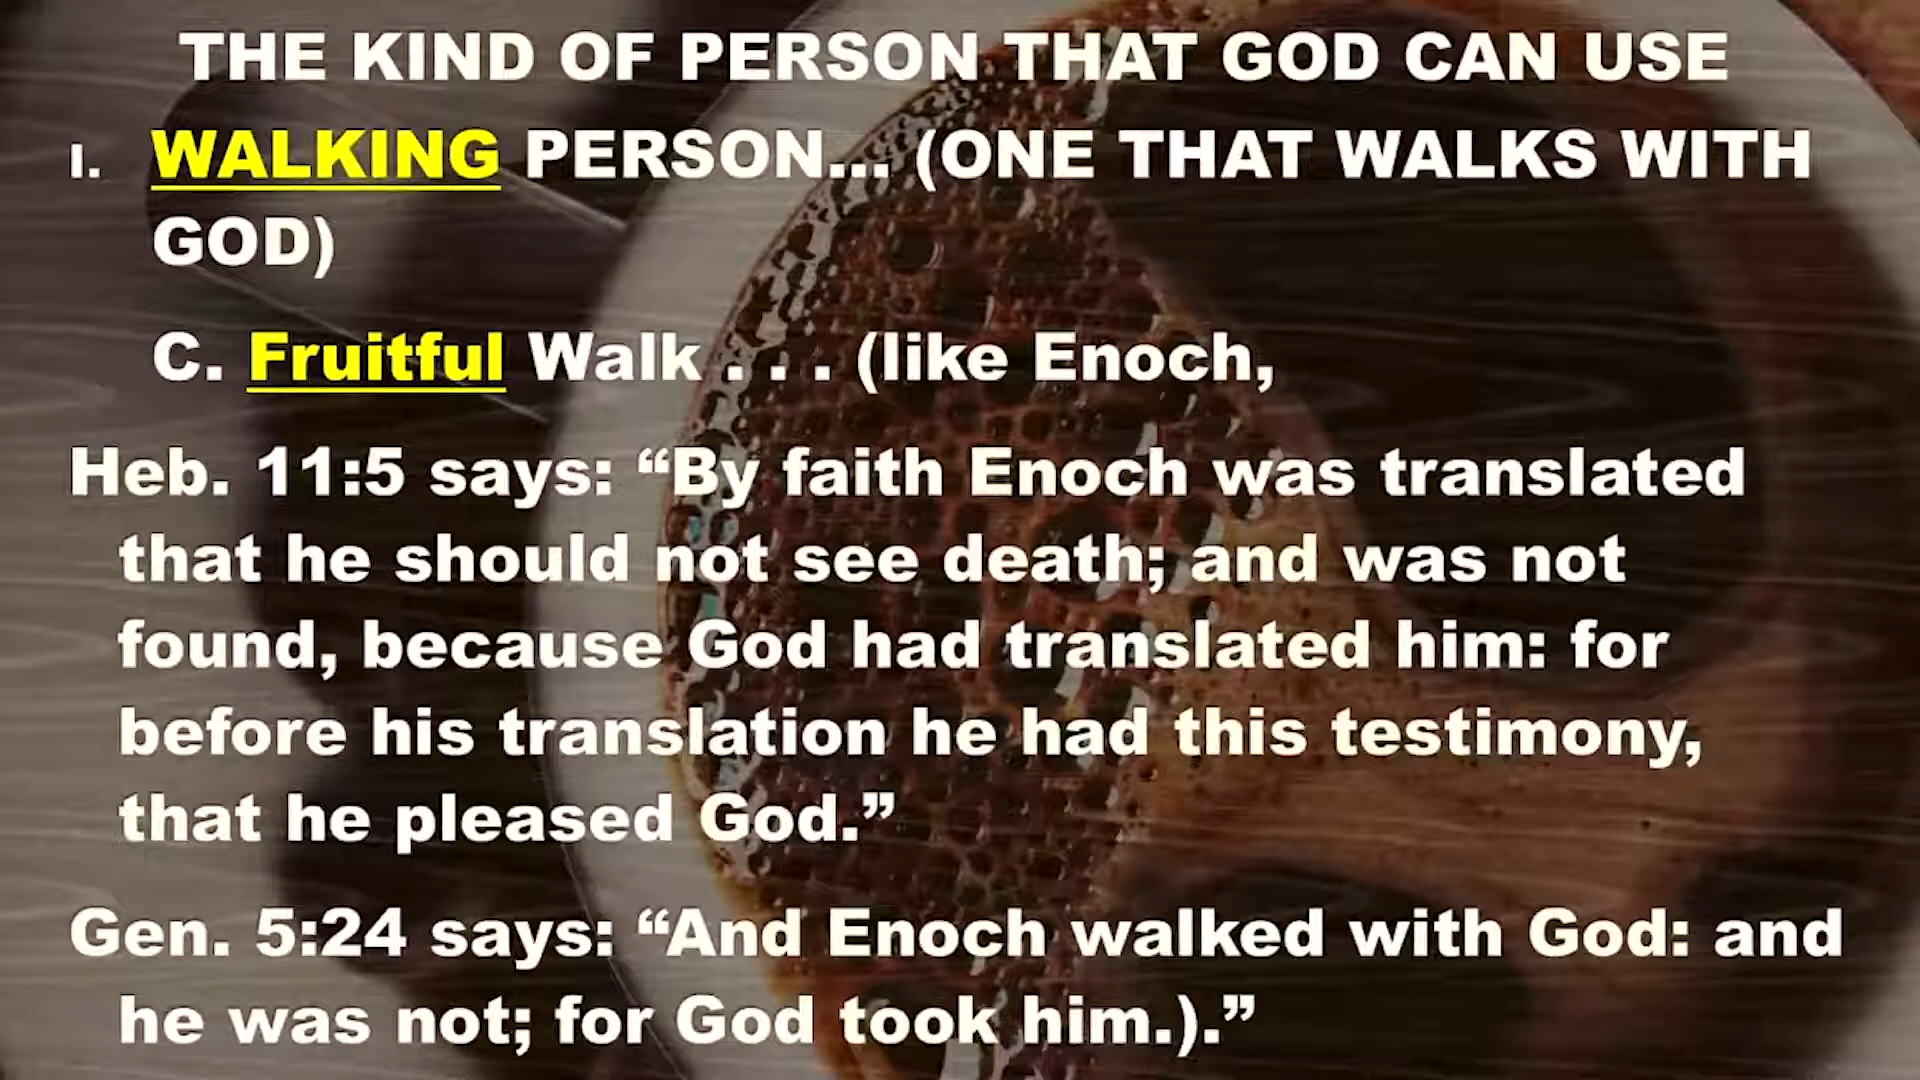 THE KIND OF PERSON THAT GOD CAN USE
I. WALKING PERSON... (ONE THAT WALKS WITH
GOD)
C. Fruitful Walk . . . (like Enoch,
Heb. 11:5 says: “By faith Enoch was translated
that he should not see death; and was not
found, because God had translated him: for
before his translation he had this testimony,
that he pleased God.”
Gen. 5:24 says: “And Enoch walked with God: and
he was not; for God took him.).”